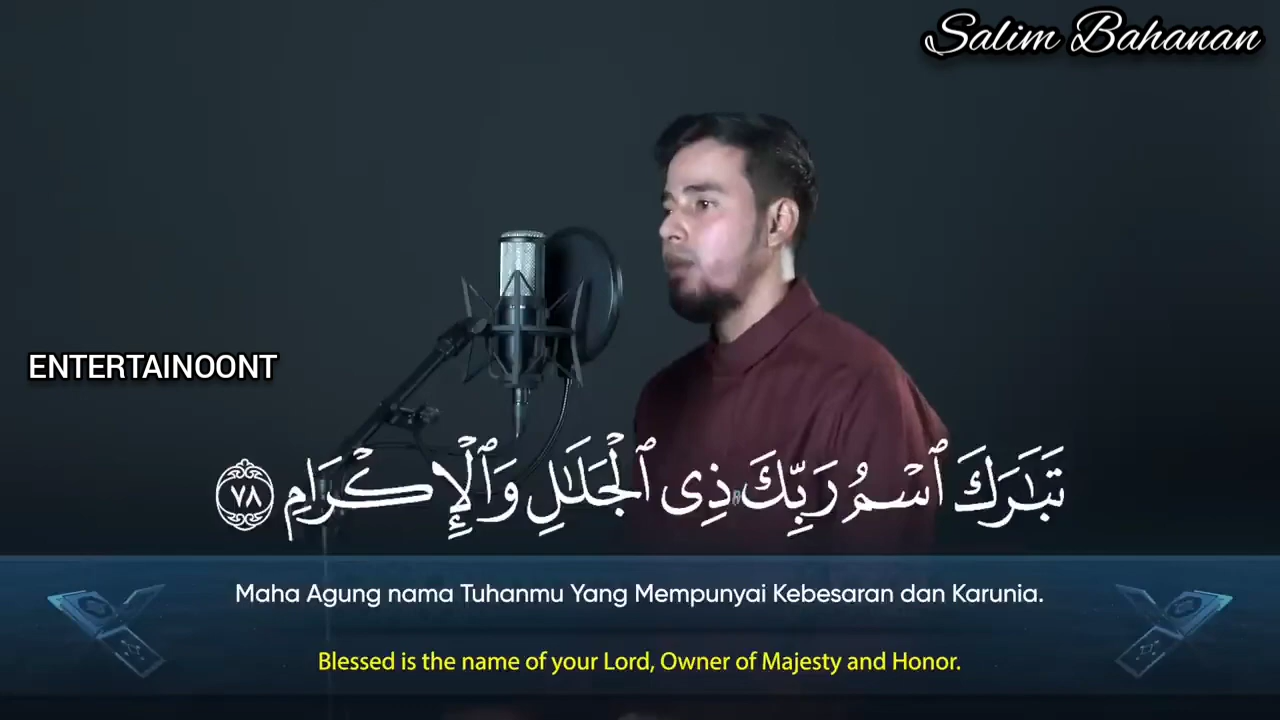 Salim Bahanan
ENTERTAINOONT
تَبَٰرَكَ ٱسْمُ رَبِّكَ ذِى ٱلْجَلَٰلِ وَٱلْإِكْرَامِ ٧٨
Maha Agung nama Tuhanmu Yang Mempunyai Kebesaran dan Karunia.
Blessed is the name of your Lord, Owner of Majesty and Honor.